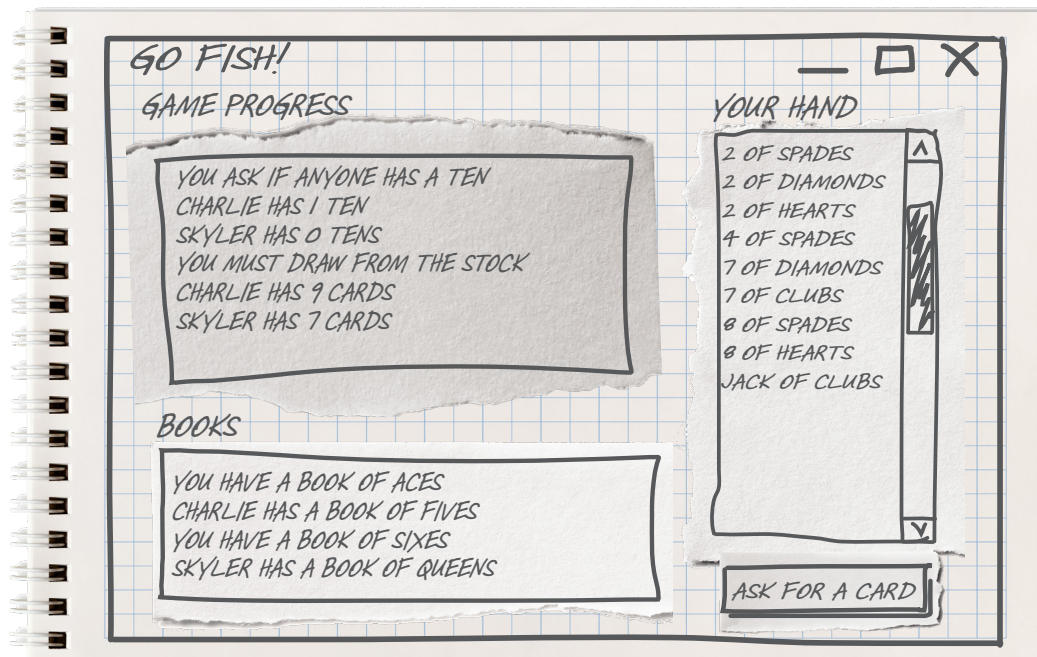 GO FISH!
GAME PROGRESS
YOU ASK IF ANYONE HAS A TEN
CHARLIE HAS 1 TEN
SKYLER HAS 0 TENS
YOU MUST DRAW FROM THE STOCK
CHARLIE HAS 9 CARDS
SKYLER HAS 7 CARDS
BOOKS
YOU HAVE A BOOK OF ACES
CHARLIE HAS A BOOK OF FIVES
YOU HAVE A BOOK OF SIXES
SKYLER HAS A BOOK OF QUEENS
YOUR HAND
2 OF SPADES
2 OF DIAMONDS
2 OF HEARTS
4 OF SPADES
7 OF DIAMONDS
7 OF CLUBS
8 OF SPADES
8 OF HEARTS
JACK OF CLUBS
ASK FOR A CARD